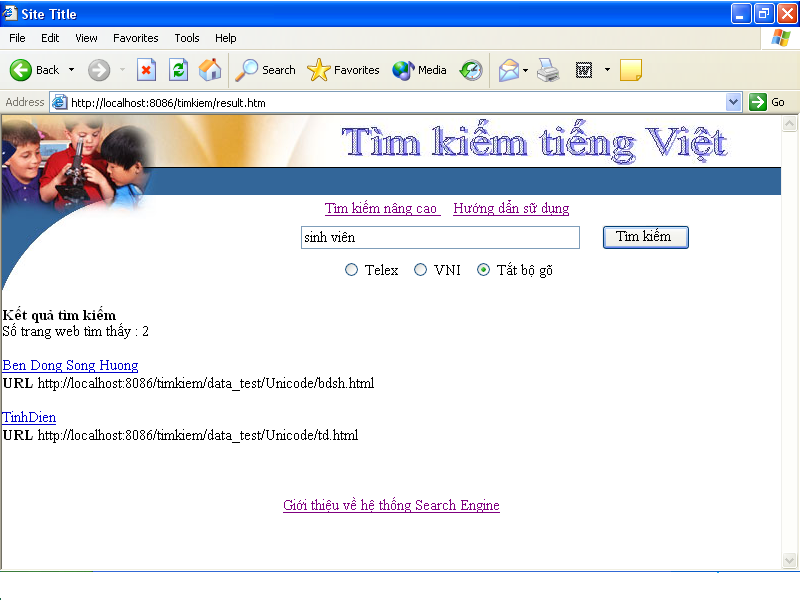 Site Title
File Edit View Favorites Tools Help
Back Search Favorites Media
Address http://localhost:8086/timkiem/result.htm Go
Tìm kiếm tiếng Việt
Tìm kiếm nâng cao Hướng dẫn sử dụng
sinh viên Tìm kiếm
Telex VNI Tắt bộ gõ
Kết quả tìm kiếm
Số trang web tìm thấy : 2
Ben Dong Song Huong
URL http://localhost:8086/timkiem/data_test/Unicode/bdsh.html
TinhDien
URL http://localhost:8086/timkiem/data_test/Unicode/td.html
Giới thiệu về hệ thống Search Engine